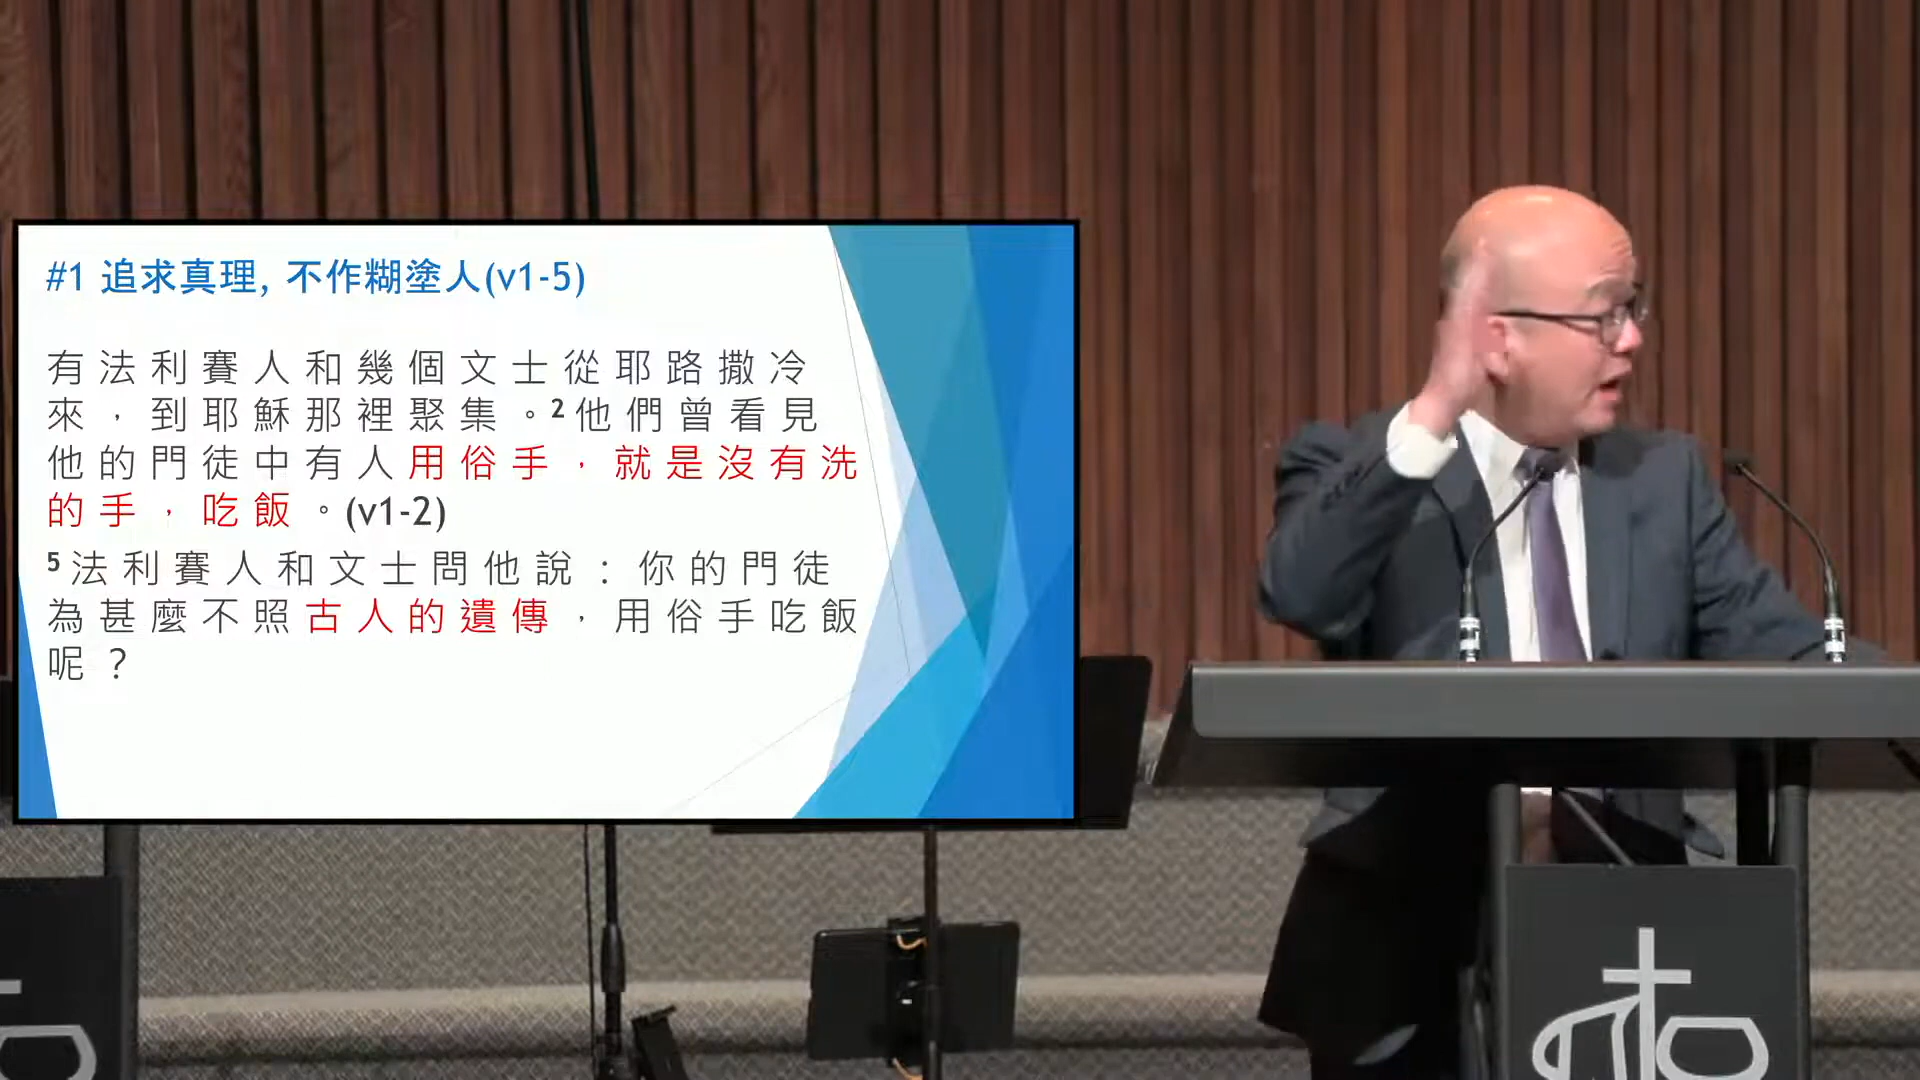 #1 追求真理, 不作糊塗人(v1-5)
有法利賽人和幾個文士從耶路撒冷
來，到耶穌那裡聚集。2他們曾看見
他的門徒中有人用俗手，就是沒有洗
的手，吃飯。(v1-2)
5法利賽人和文士問他說：你的門徒
為甚麼不照古人的遺傳，用俗手吃飯
呢？